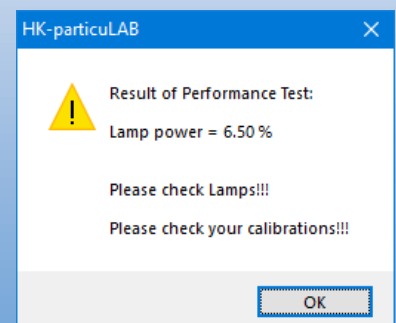 HK-particuLAB
Result of Performance Test:
Lamp power = 6.50 %
Please check Lamps!!!
Please check your calibrations!!!
OK